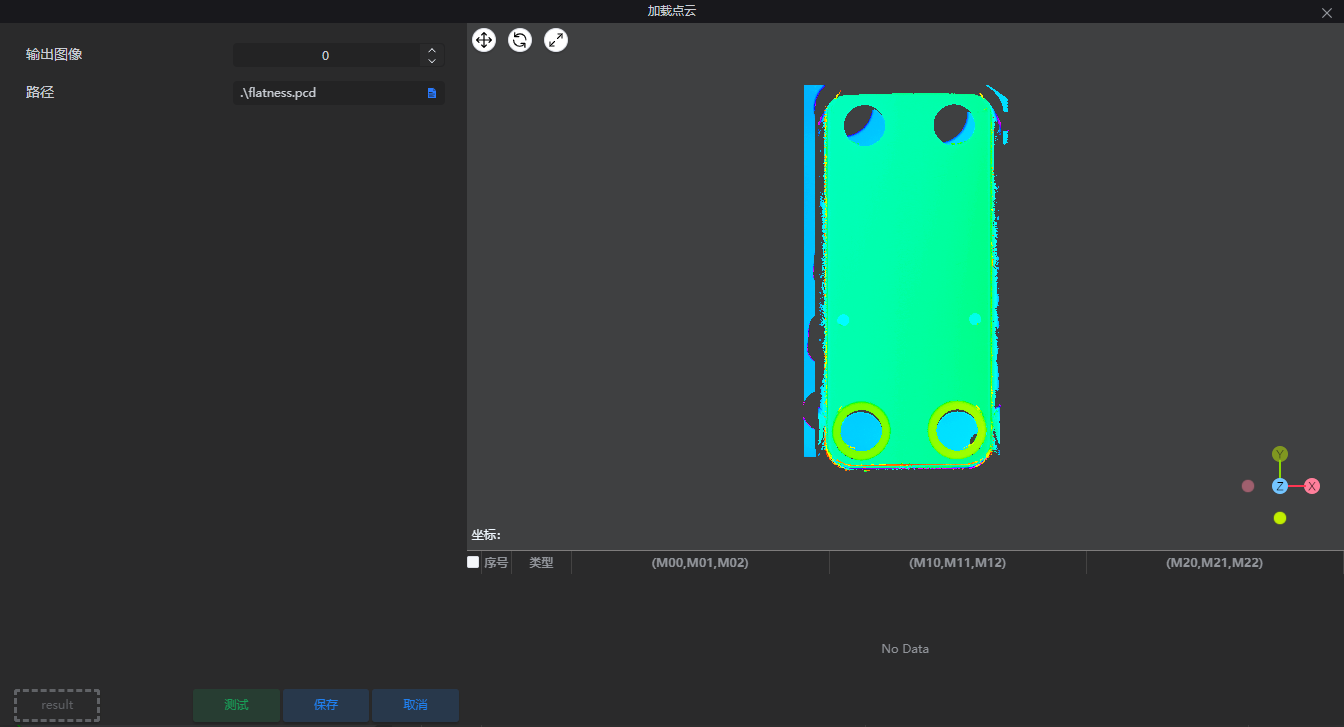 加载点云
输出图像
0
路径
.\flatness.pcd
Y
Z
X
坐标:
序号
类型
(M00,M01,M02)
(M10,M11,M12)
(M20,M21,M22)
No Data
result
测试
保存
取消